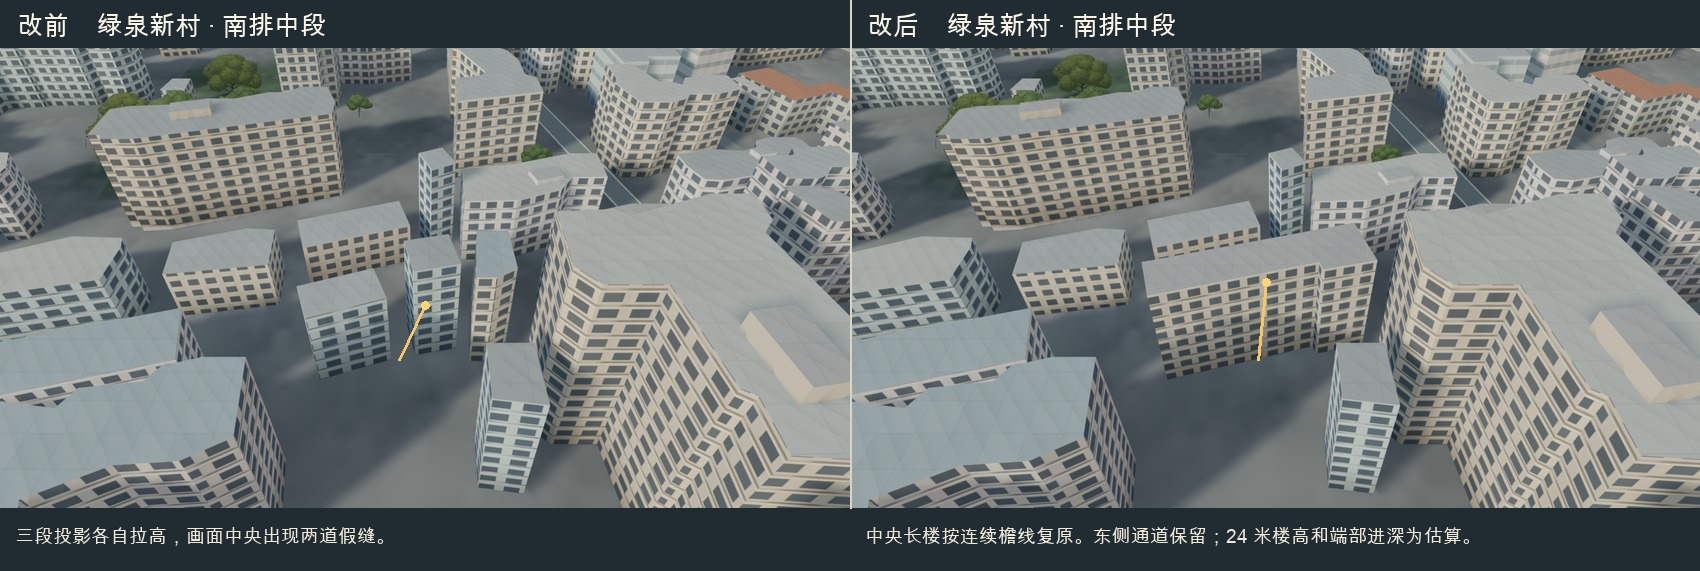 改前 绿泉新村 · 南排中段
改后 绿泉新村 · 南排中段
三段投影各自拉高，画面中央出现两道假缝。
中央长楼按连续檐线复原。东侧通道保留；24 米楼高和端部进深为估算。